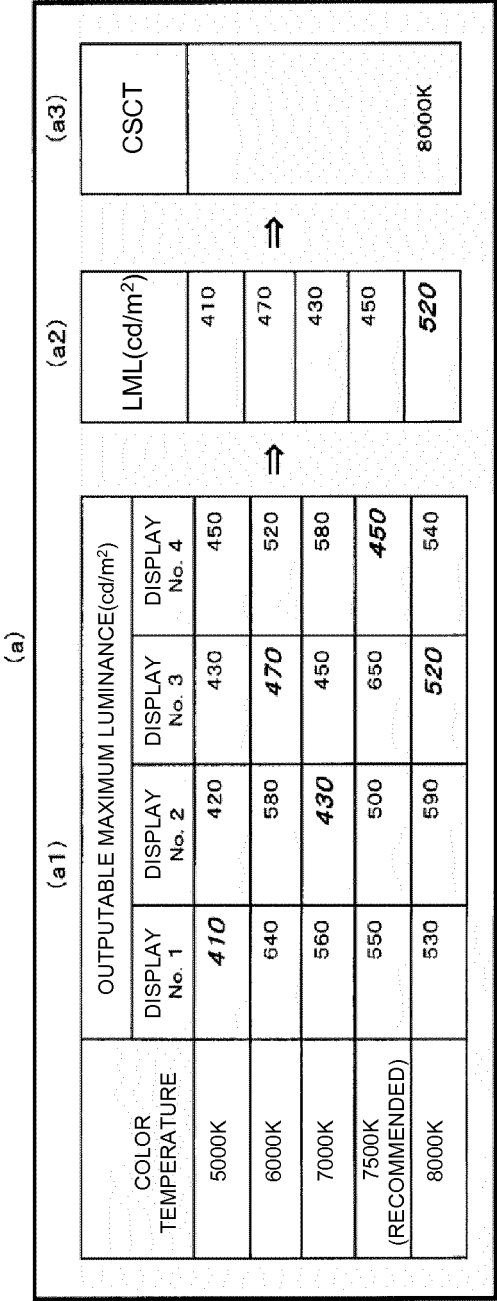 (a)
(a1)
(a2)
(a3)
COLOR
TEMPERATURE
OUTPUTABLE MAXIMUM LUMINANCE(cd/m²)
DISPLAY
No. 1
DISPLAY
No. 2
DISPLAY
No. 3
DISPLAY
No. 4
LML(cd/m²)
CSCT
5000K 410 420 430 450 ⇒ 410 ⇒
6000K 640 580 470 520 470
7000K 560 430 450 580 430
7500K
(RECOMMENDED) 550 500 650 450 450
8000K 530 590 520 540 520 8000K